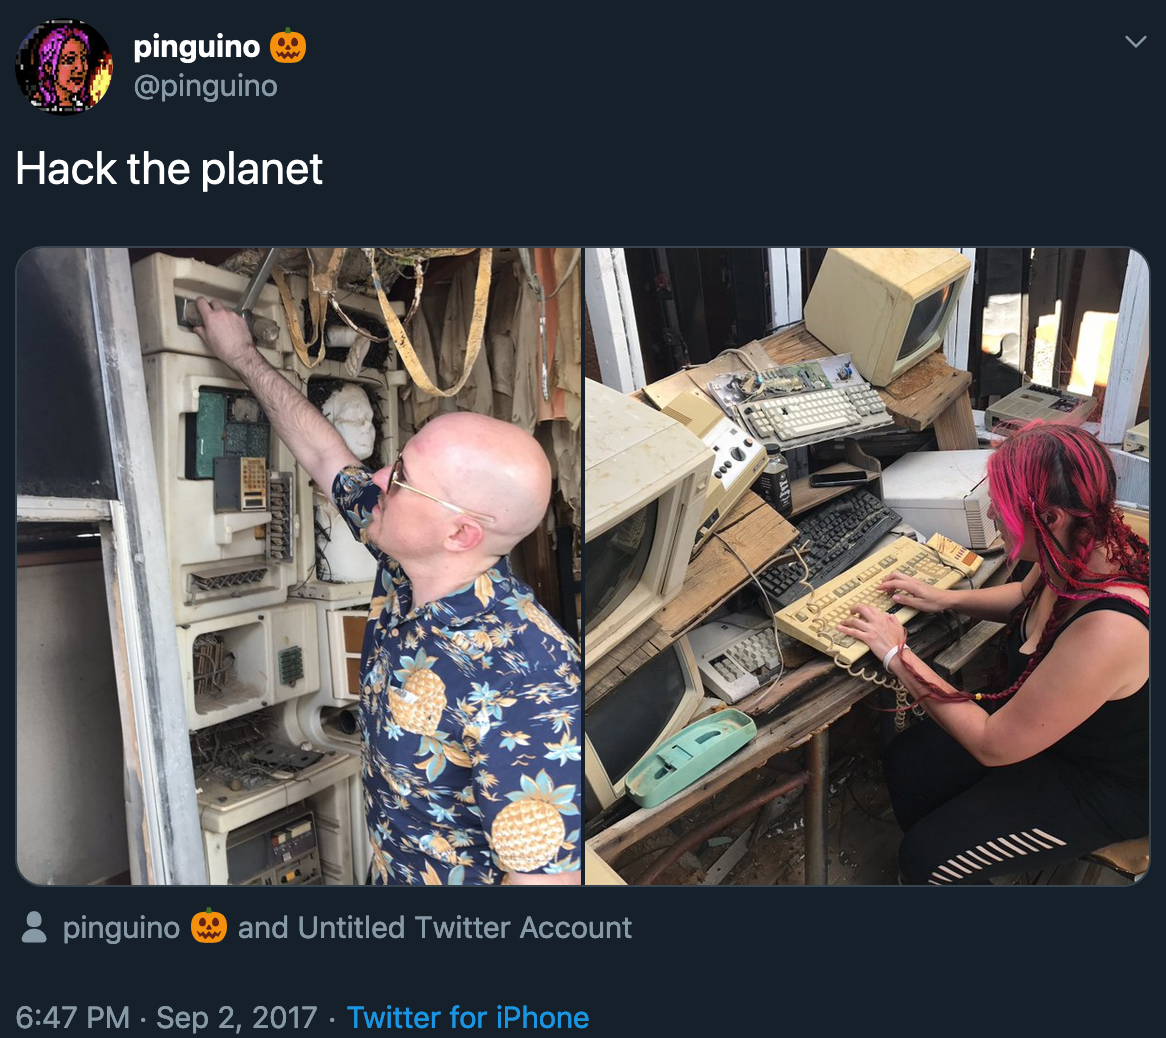 pinguino 🎃
@pinguino
Hack the planet
pinguino 🎃 and Untitled Twitter Account
6:47 PM · Sep 2, 2017 · Twitter for iPhone